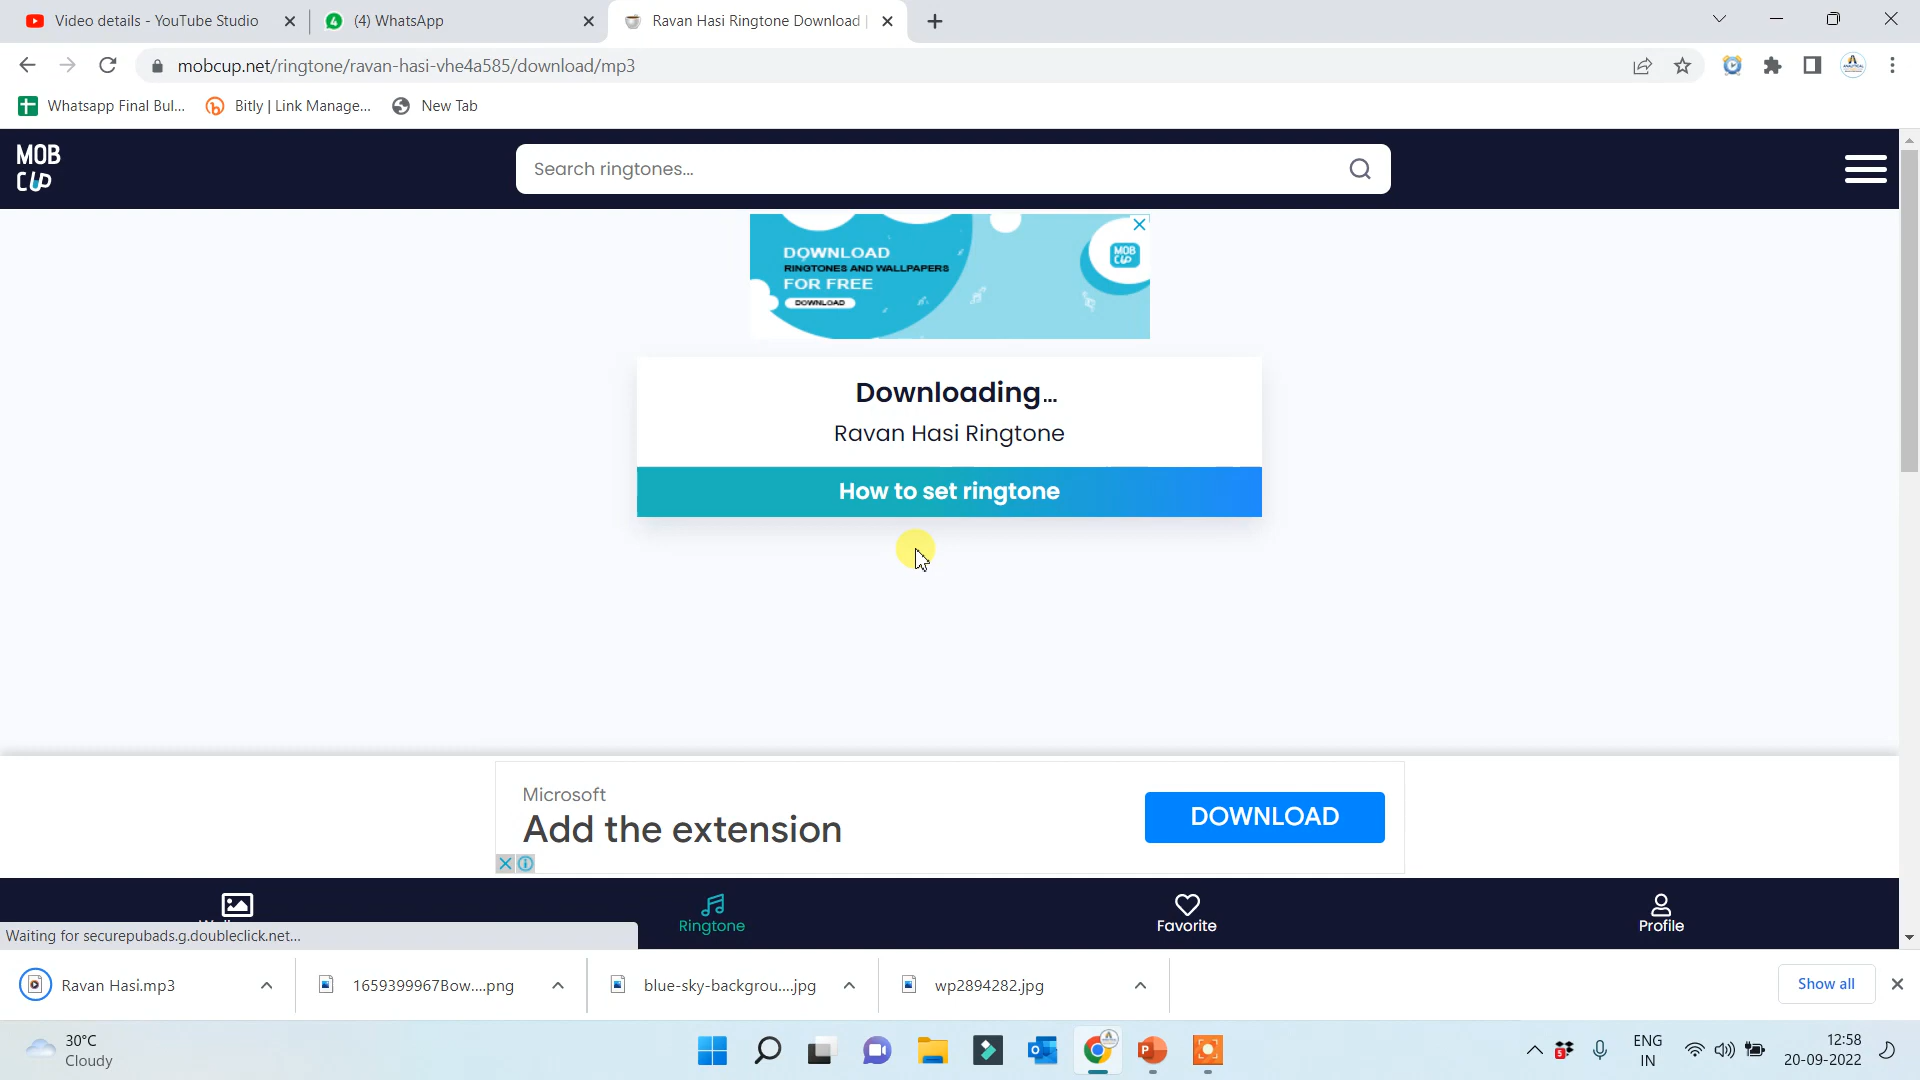 Video details - YouTube Studio
(4) WhatsApp
Ravan Hasi Ringtone Download |
mobcup.net/ringtone/ravan-hasi-vhe4a585/download/mp3
Whatsapp Final Bul...
Bitly | Link Manage...
New Tab
MOB
CUP
Search ringtones...
DOWNLOAD
RINGTONES AND WALLPAPERS
FOR FREE
DOWNLOAD
MOB
CUP
Downloading...
Ravan Hasi Ringtone
How to set ringtone
Microsoft
Add the extension
DOWNLOAD
Ringtone
Favorite
Profile
Waiting for securepubads.g.doubleclick.net...
Ravan Hasi.mp3
1659399967Bow....png
blue-sky-backgrou....jpg
wp2894282.jpg
Show all
30°C
Cloudy
ENG
IN
12:58
20-09-2022